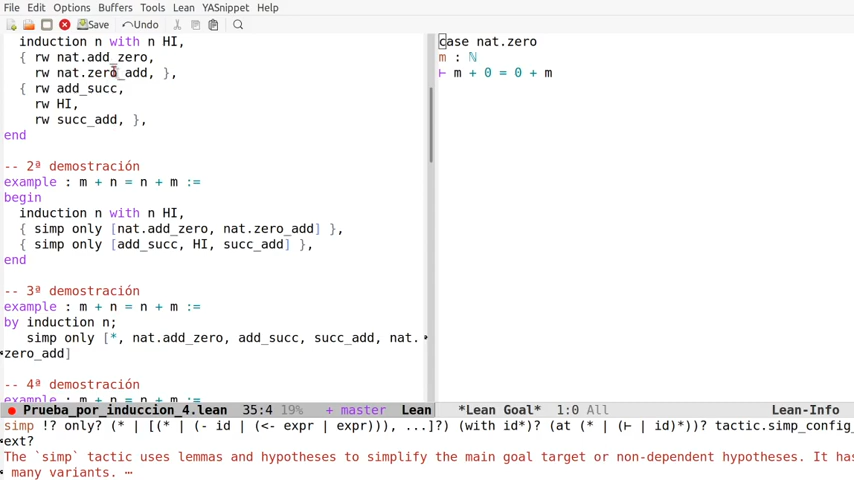 File Edit Options Buffers Tools Lean YASnippet Help
Save Undo
induction n with n HI,
{ rw nat.add_zero,
rw nat.zero_add, },
{ rw add_succ,
rw HI,
rw succ_add, },
end
-- 2ª demostración
example : m + n = n + m :=
begin
induction n with n HI,
{ simp only [nat.add_zero, nat.zero_add] },
{ simp only [add_succ, HI, succ_add] },
end
-- 3ª demostración
example : m + n = n + m :=
by induction n;
simp only [*, nat.add_zero, add_succ, succ_add, nat.
zero_add]
-- 4ª demostración
example : m + n = n + m :=
Prueba_por_induccion_4.lean 35:4 19% + master Lean
case nat.zero
m : ℕ
⊢ m + 0 = 0 + m
*Lean Goal* 1:0 All Lean-Info
simp !? only? (* | [(* | (- id | (<- expr | expr))), ...]?) (with id*)? (at (* | (⊢ | id)*))? tactic.simp_config_
ext?
The `simp` tactic uses lemmas and hypotheses to simplify the main goal target or non-dependent hypotheses. It has
many variants. ⋯